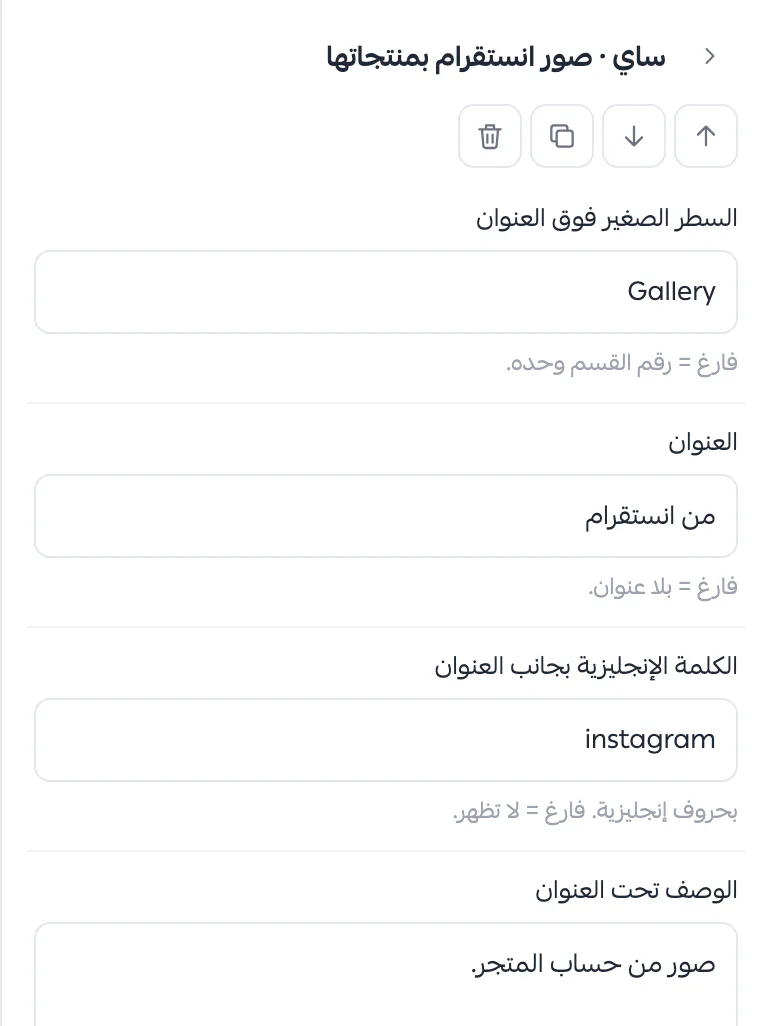 ساي · صور انستقرام بمنتجاتها
السطر الصغير فوق العنوان
Gallery
فارغ = رقم القسم وحده.
العنوان
من انستقرام
فارغ = بلا عنوان.
الكلمة الإنجليزية بجانب العنوان
instagram
بحروف إنجليزية. فارغ = لا تظهر.
الوصف تحت العنوان
صور من حساب المتجر.